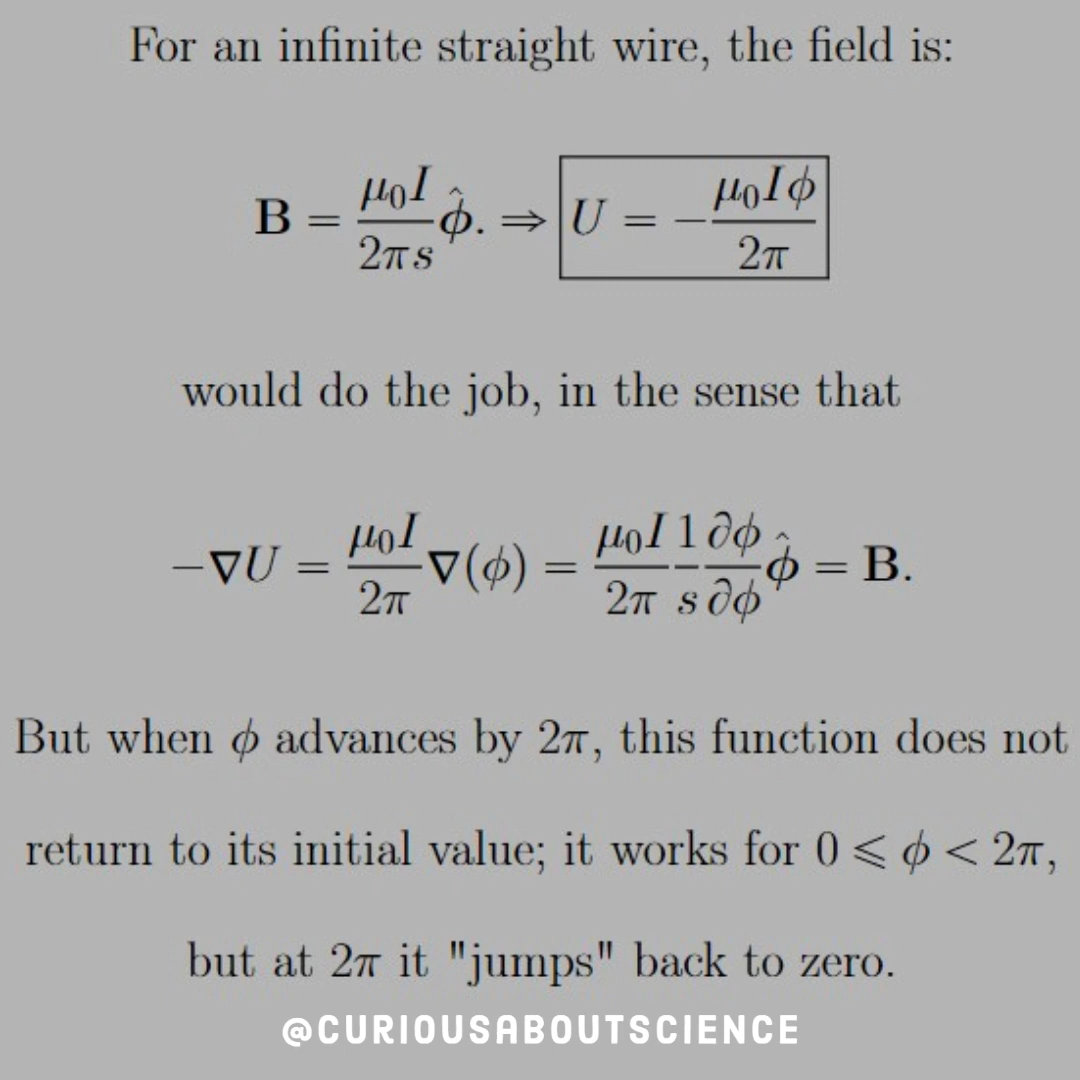 For an infinite straight wire, the field is:
B = μ₀I/2πs ϕ̂. ⇒ U = −μ₀Iϕ/2π
would do the job, in the sense that
−∇U = μ₀I/2π ∇(ϕ) = μ₀I/2π 1/s ∂ϕ/∂ϕ ϕ̂ = B.
But when ϕ advances by 2π, this function does not
return to its initial value; it works for 0 ⩽ ϕ < 2π,
but at 2π it "jumps" back to zero.
@CURIOUSABOUTSCIENCE